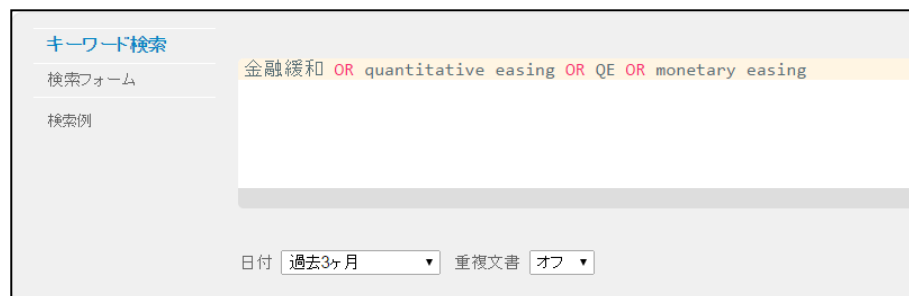 キーワード検索
検索フォーム
検索例
金融緩和 OR quantitative easing OR QE OR monetary easing
日付 過去3ヶ月 重複文書 オフ